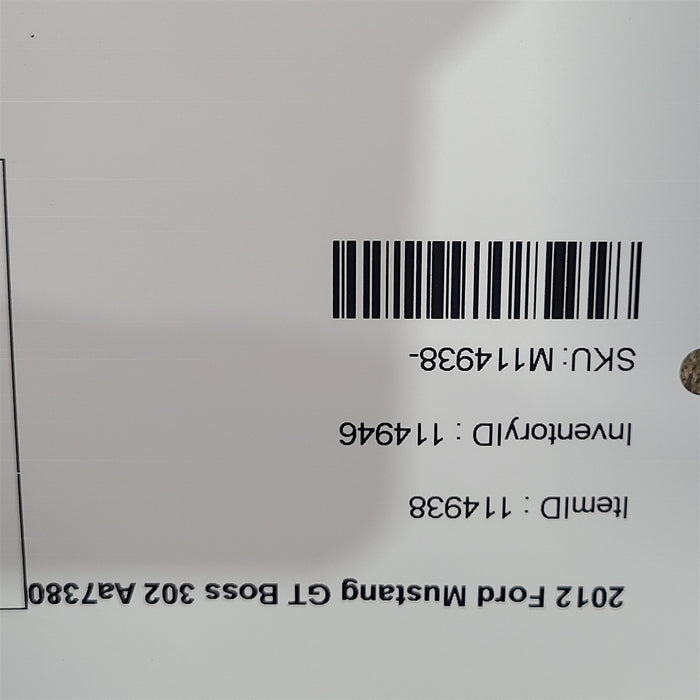 2012 Ford Mustang GT Boss 302 Aa7380
ItemID : 114938
InventoryID : 114946
SKU: M114938-